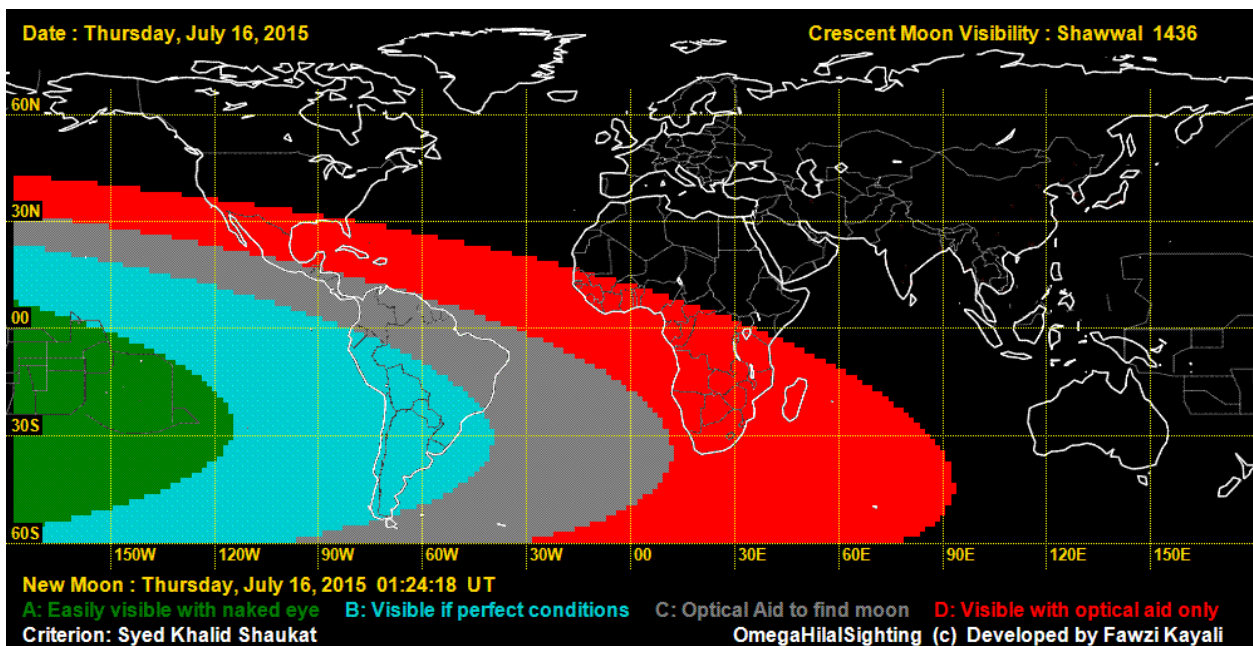 Date : Thursday, July 16, 2015
Crescent Moon Visibility : Shawwal 1436
60N
30N
00
30S
60S
150W 120W 90W 60W 30W 00 30E 60E 90E 120E 150E
New Moon : Thursday, July 16, 2015 01:24:18 UT
A: Easily visible with naked eye B: Visible if perfect conditions C: Optical Aid to find moon D: Visible with optical aid only
Criterion: Syed Khalid Shaukat OmegaHilalSighting (c) Developed by Fawzi Kayali